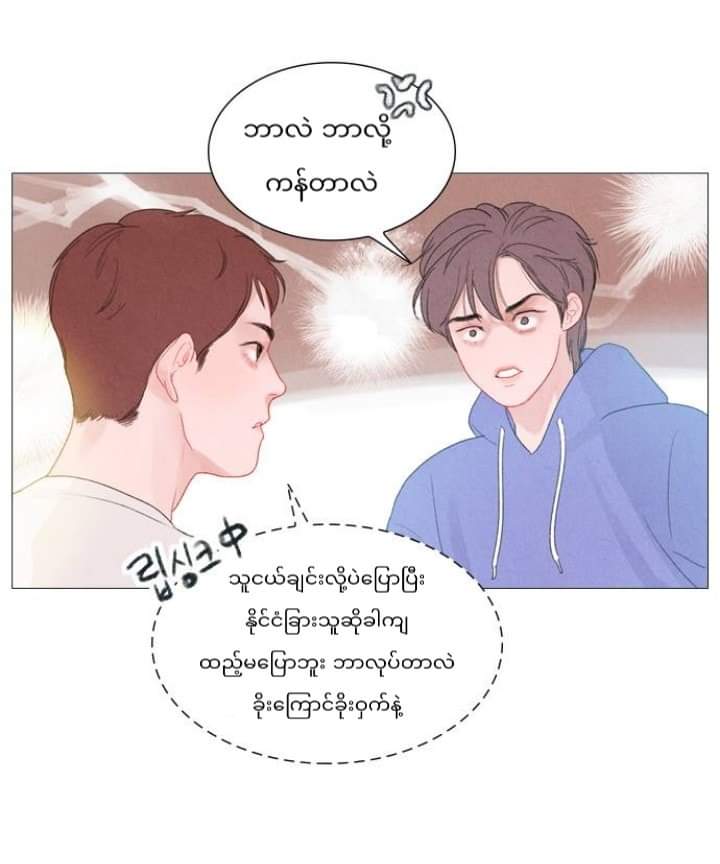 ဘာလဲ ဘာလို့
ကန်တာလဲ
립싱크中
သူငယ်ချင်းလို့ပဲပြောပြီး
နိုင်ငံခြားသူဆိုခါကျ
ထည့်မပြောဘူး ဘာလုပ်တာလဲ
ခိုးကြောင်ခိုးဝှက်နဲ့